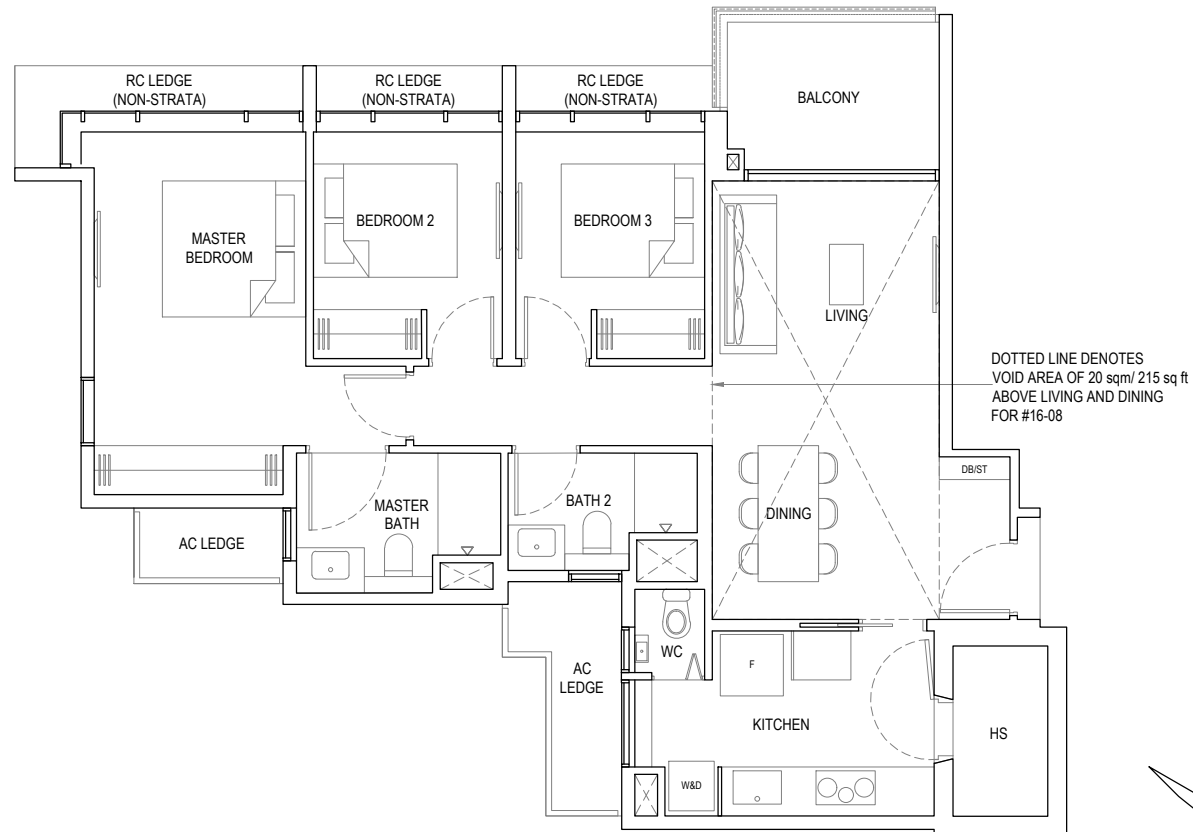 RC LEDGE
(NON-STRATA)
RC LEDGE
(NON-STRATA)
RC LEDGE
(NON-STRATA)
BALCONY
MASTER
BEDROOM
BEDROOM 2
BEDROOM 3
LIVING
DOTTED LINE DENOTES
VOID AREA OF 20 sqm/ 215 sq ft
ABOVE LIVING AND DINING
FOR #16-08
DB/ST
MASTER
BATH
BATH 2
DINING
AC LEDGE
WC
F
AC
LEDGE
KITCHEN
HS
W&D